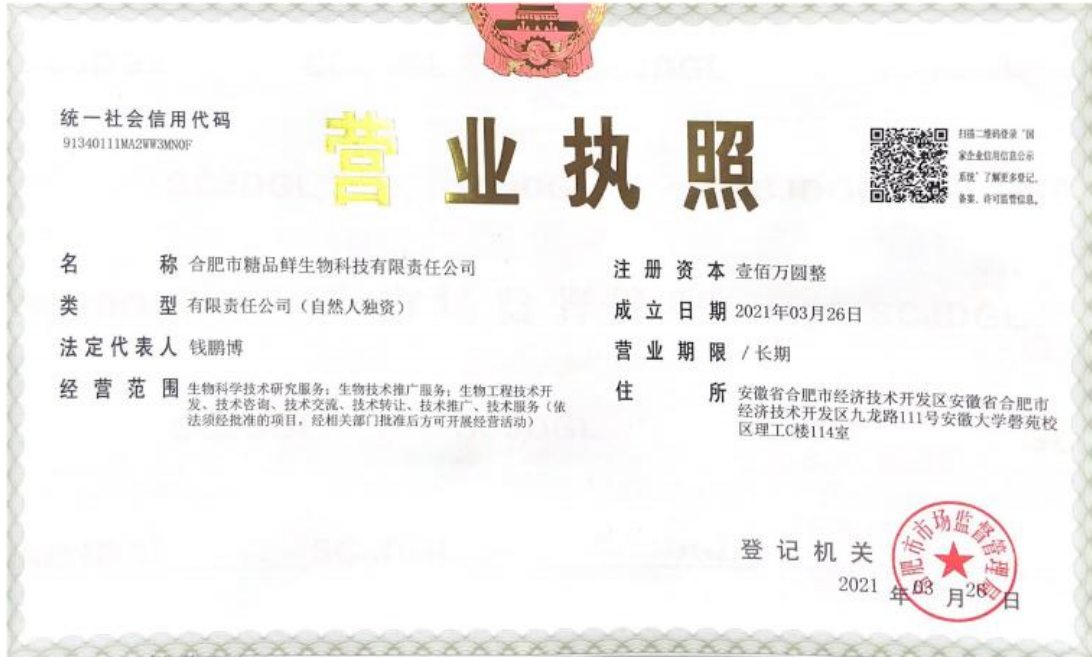 统一社会信用代码
91340111MA2WW3MN0F
营业执照
扫描二维码登录“国
家企业信用信息公示
系统”了解更多登记、
备案、许可监管信息。
名称 合肥市糖品鲜生物科技有限责任公司
类型 有限责任公司（自然人独资）
法定代表人 钱鹏博
经营范围 生物科学技术研究服务；生物技术推广服务；生物工程技术开
发、技术咨询、技术交流、技术转让、技术推广、技术服务（依
法须经批准的项目，经相关部门批准后方可开展经营活动）
注册资本 壹佰万圆整
成立日期 2021年03月26日
营业期限 / 长期
住所 安徽省合肥市经济技术开发区安徽省合肥市
经济技术开发区九龙路111号安徽大学磬苑校
区理工C楼114室
登记机关
合肥市市场监督管理局
2021 年 03 月 26 日